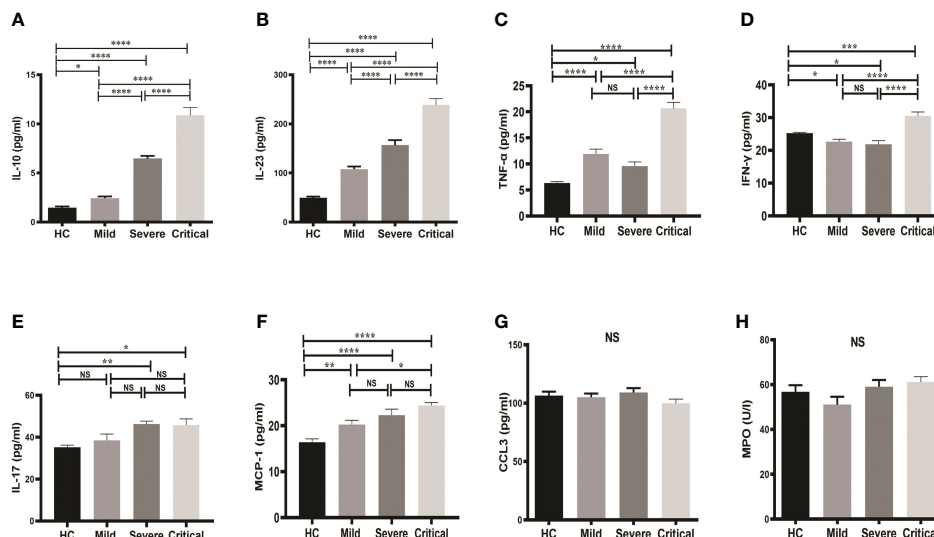 A
****
****
*
****
****
****
IL-10 (pg/ml)
15
10
5
0
HC Mild Severe Critical
B
****
****
****
****
****
****
IL-23 (pg/ml)
300
200
100
0
HC Mild Severe Critical
C
****
*
****
****
NS
****
TNF-α (pg/ml)
25
20
15
10
5
0
HC Mild Severe Critical
D
***
*
*
****
NS
****
IFN-γ (pg/ml)
40
30
20
10
0
HC Mild Severe Critical
E
*
**
NS
NS
NS
NS
IL-17 (pg/ml)
60
40
20
0
HC Mild Severe Critical
F
****
****
**
*
NS
NS
MCP-1 (pg/ml)
30
20
10
0
HC Mild Severe Critical
G
NS
CCL3 (pg/ml)
150
100
50
0
HC Mild Severe Critical
H
NS
MPO (U/l)
80
60
40
20
0
HC Mild Severe Critical